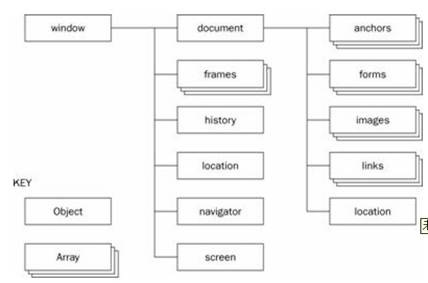 window
document
anchors
frames
forms
history
images
location
links
KEY
Object
navigator
location
Array
screen